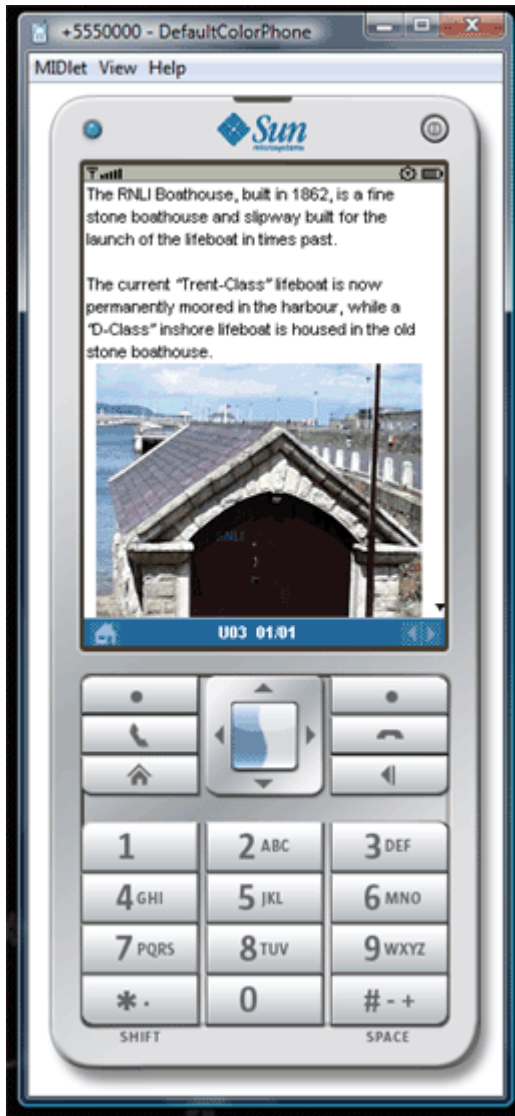 +5550000 - DefaultColorPhone
MIDlet View Help
Sun
microsystems
The RNLI Boathouse, built in 1862, is a fine
stone boathouse and slipway built for the
launch of the lifeboat in times past.
The current "Trent-Class" lifeboat is now
permanently moored in the harbour, while a
"D-Class" inshore lifeboat is housed in the old
stone boathouse.
RNLI
U03 01/01
1 2 ABC 3 DEF
4 GHI 5 JKL 6 MNO
7 PQRS 8 TUV 9 WXYZ
* . 0 # - +
SHIFT SPACE